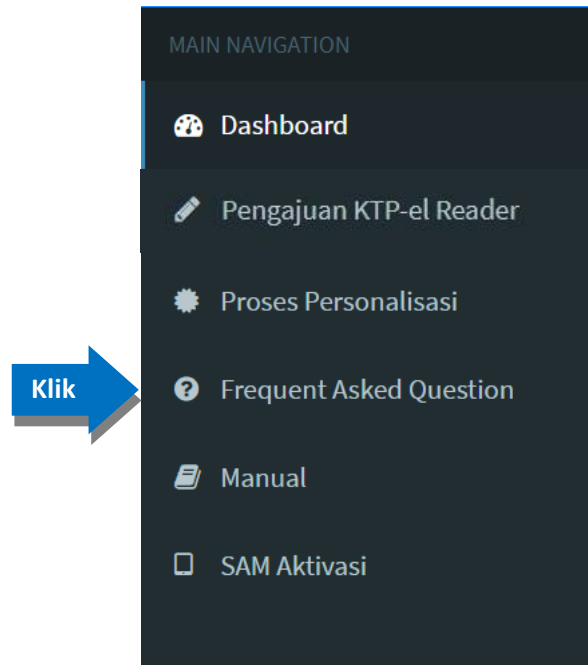 MAIN NAVIGATION
Dashboard
Pengajuan KTP-el Reader
Proses Personalisasi
Klik
Frequent Asked Question
Manual
SAM Aktivasi